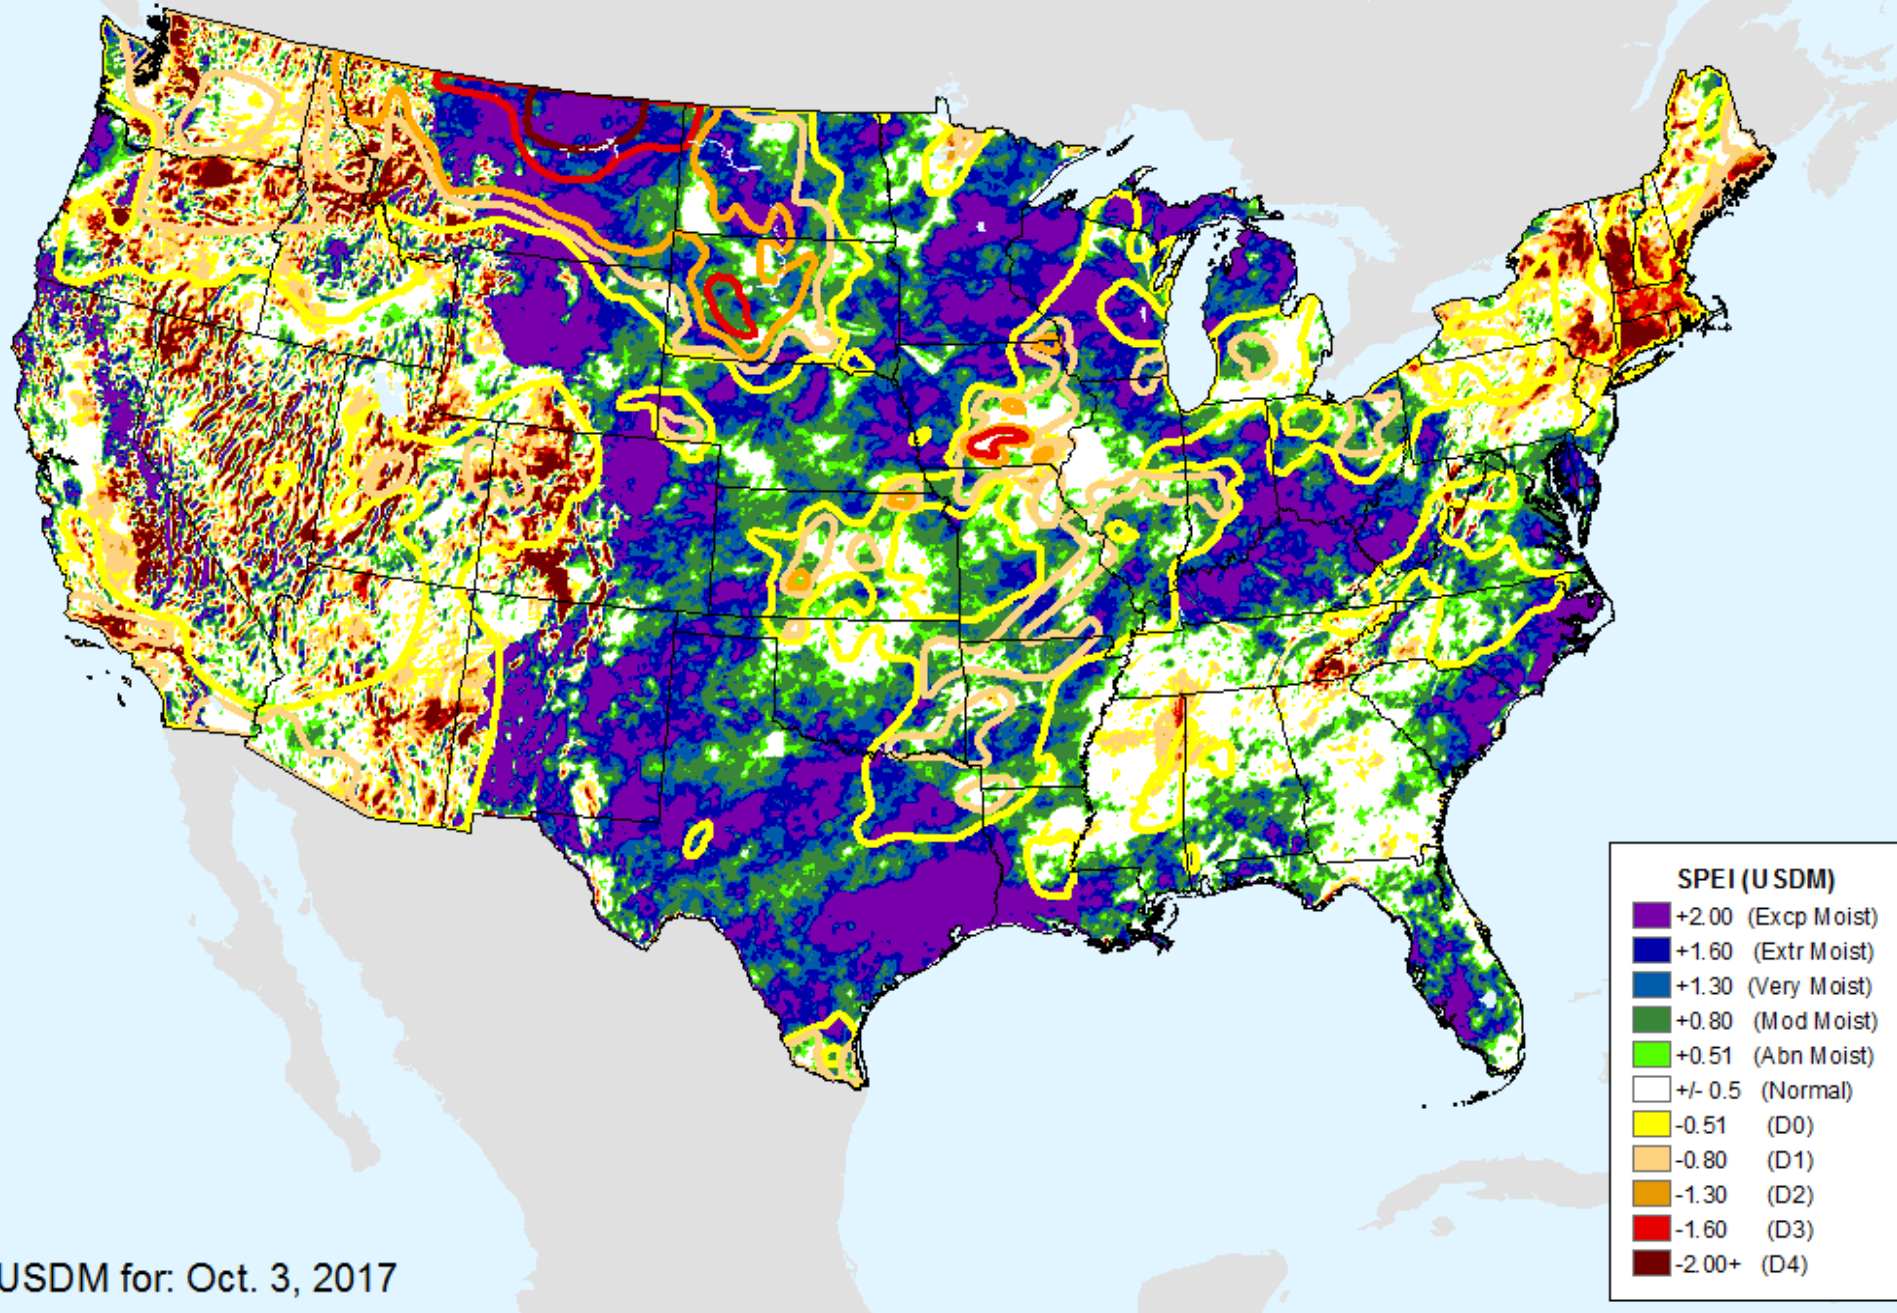 SPEI (USDM)
+2.00 (Excp Moist)
+1.60 (Extr Moist)
+1.30 (Very Moist)
+0.80 (Mod Moist)
+0.51 (Abn Moist)
+/- 0.5 (Normal)
-0.51 (D0)
-0.80 (D1)
-1.30 (D2)
-1.60 (D3)
-2.00+ (D4)
USDM for: Oct. 3, 2017